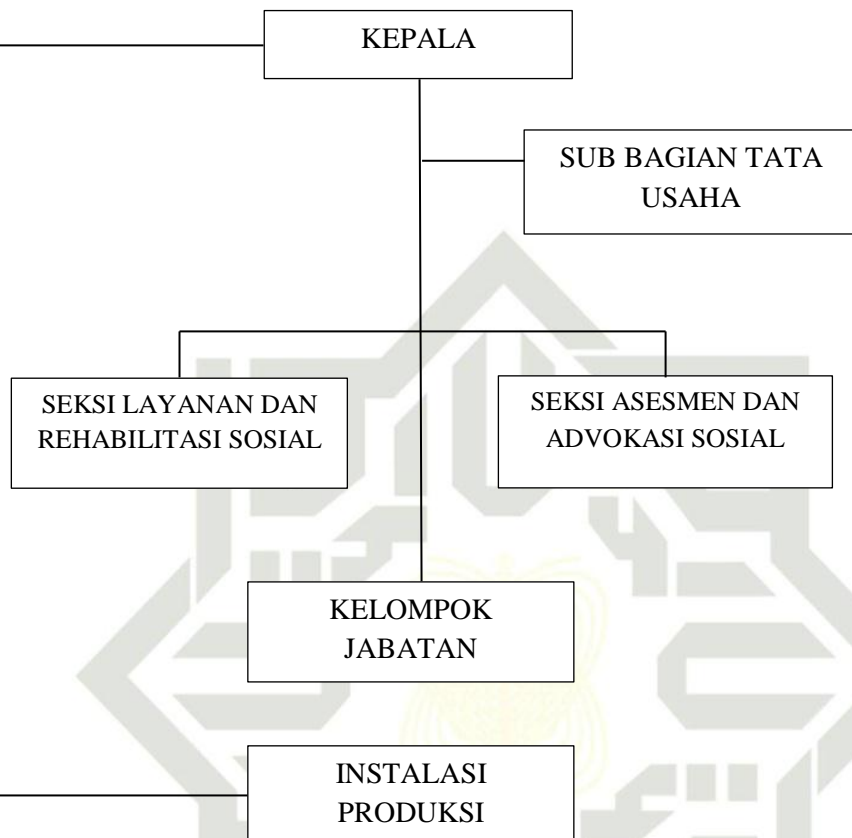 KEPALA
SUB BAGIAN TATA
USAHA
SEKSI LAYANAN DAN
REHABILITASI SOSIAL
SEKSI ASESMEN DAN
ADVOKASI SOSIAL
KELOMPOK
JABATAN
INSTALASI
PRODUKSI